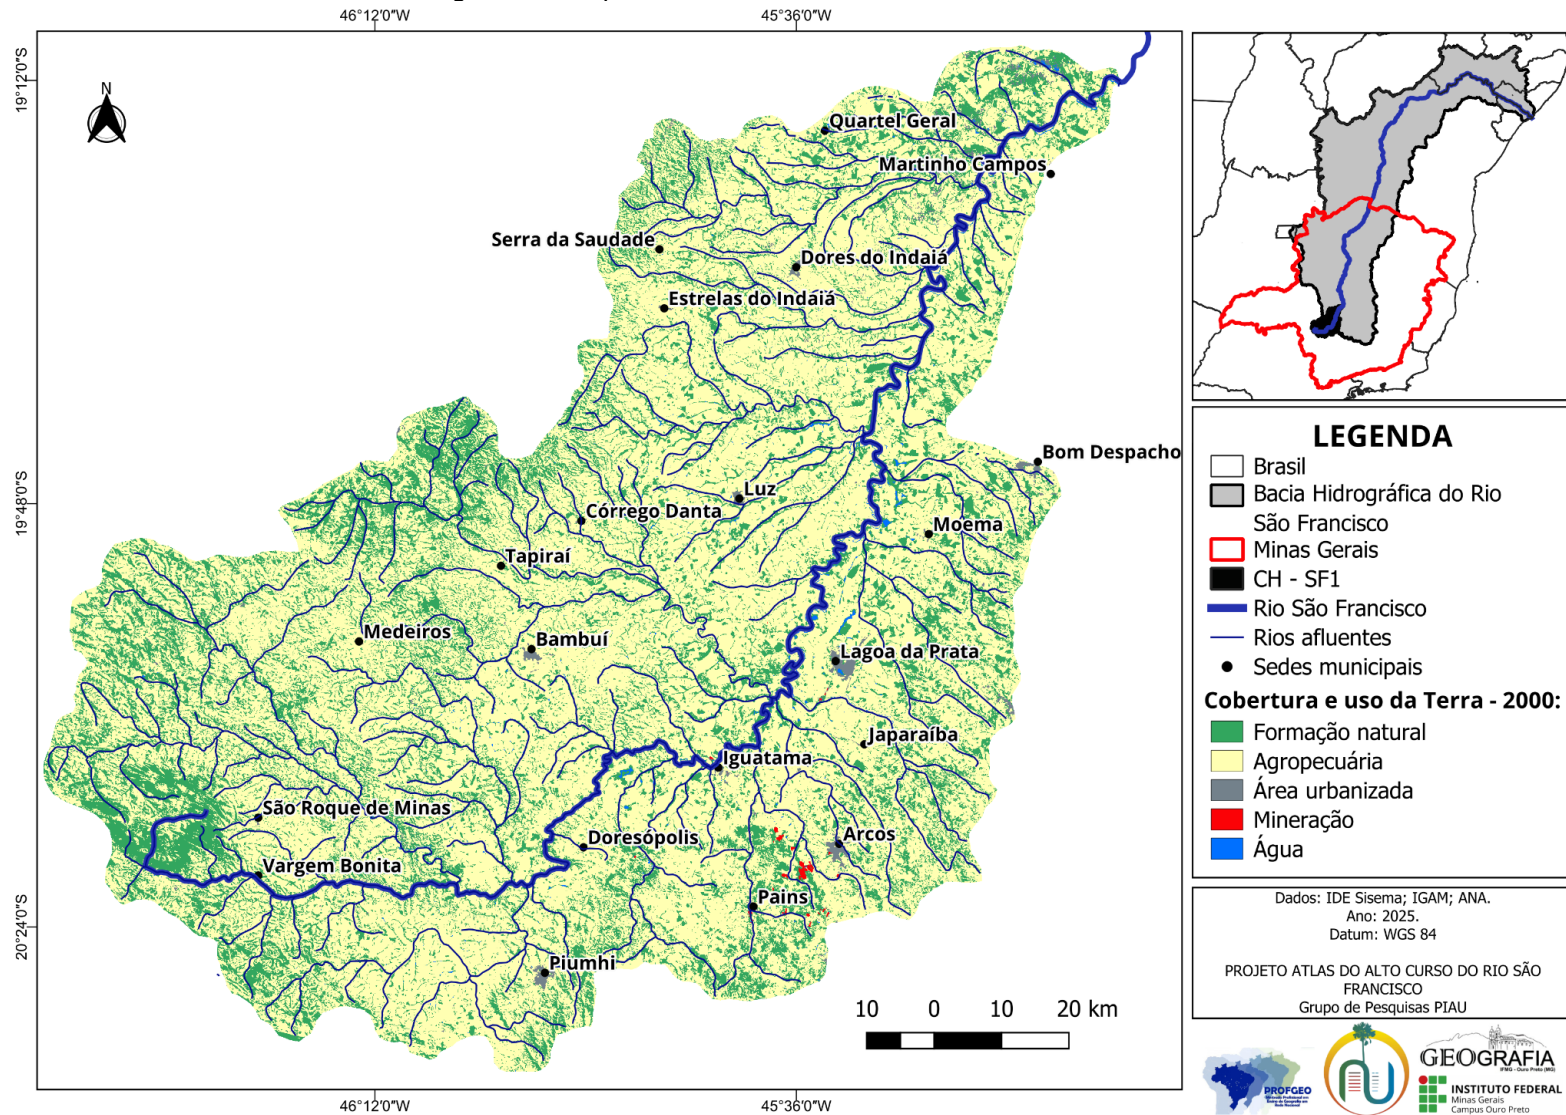 46°12'0"W
45°36'0"W
19°12'0"S
19°48'0"S
20°24'0"S
N
Quartel Geral
Martinho Campos
Serra da Saudade
Dores do Indaiá
Estrelas do Indaiá
Bom Despacho
Luz
Córrego Danta
Moema
Tapiraí
Medeiros
Bambuí
Lagoa da Prata
Japaraíba
Iguatama
São Roque de Minas
Doresópolis
Arcos
Vargem Bonita
Pains
Piumhi
10 0 10 20 km
46°12'0"W
45°36'0"W
LEGENDA
Brasil
Bacia Hidrográfica do Rio
São Francisco
Minas Gerais
CH - SF1
Rio São Francisco
Rios afluentes
Sedes municipais
Cobertura e uso da Terra - 2000:
Formação natural
Agropecuária
Área urbanizada
Mineração
Água
Dados: IDE Sisema; IGAM; ANA.
Ano: 2025.
Datum: WGS 84
PROJETO ATLAS DO ALTO CURSO DO RIO SÃO
FRANCISCO
Grupo de Pesquisas PIAU
PROFGEO
GEOGRAFIA
IFMG - Ouro Preto (MG)
INSTITUTO FEDERAL
Minas Gerais
Campus Ouro Preto